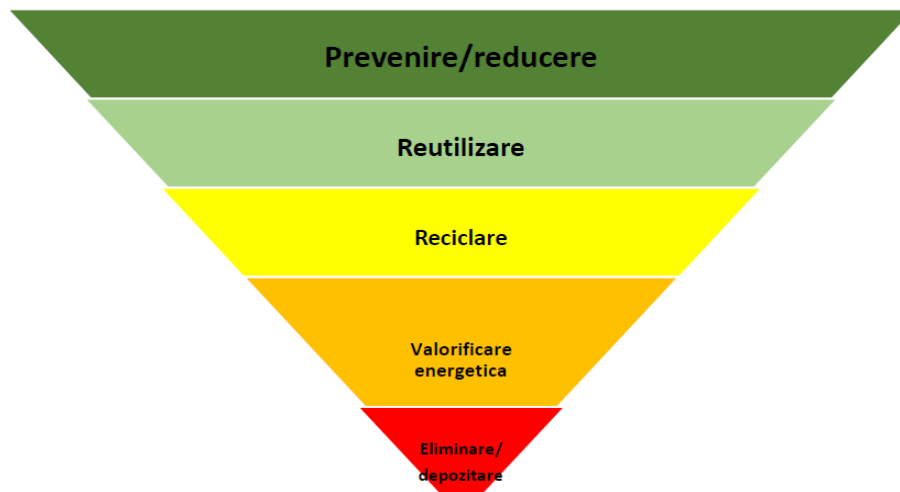 Prevenire/reducere
Reutilizare
Reciclare
Valorificare
energetica
Eliminare/
depozitare